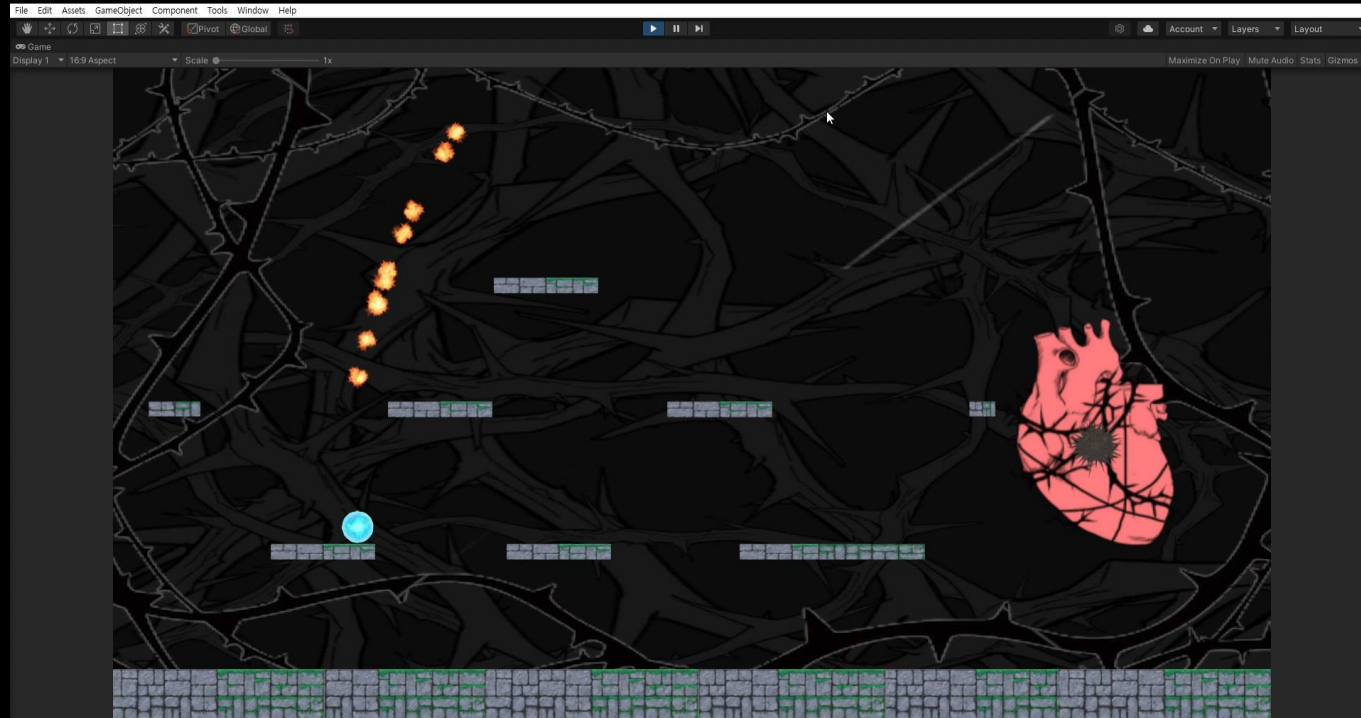 File Edit Assets GameObject Component Tools Window Help
Pivot Global Account Layers Layout
Game
Display 1 16:9 Aspect Scale 1x Maximize On Play Mute Audio Stats Gizmos